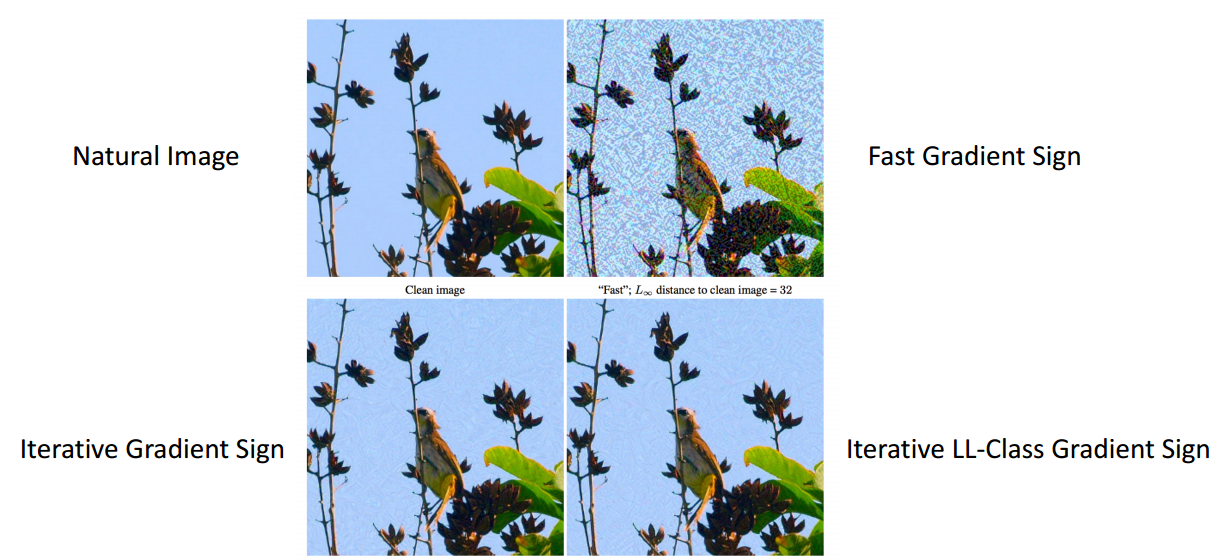 Natural Image
Fast Gradient Sign
Clean image
“Fast”; L∞ distance to clean image = 32
Iterative Gradient Sign
Iterative LL-Class Gradient Sign